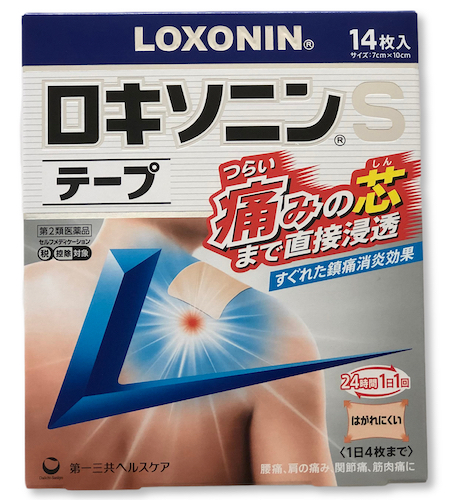 LOXONIN®
14枚入
サイズ:7cm×10cm
ロキソニン®S
テープ
つらい
しん
痛みの芯
まで直接浸透
すぐれた鎮痛消炎効果
第2類医薬品
セルフメディケーション
税 控除 対象
24時間1日1回
はがれにくい
〈1日4枚まで〉
Daiichi-Sankyo
第一三共ヘルスケア
腰痛、肩の痛み、関節痛、筋肉痛に